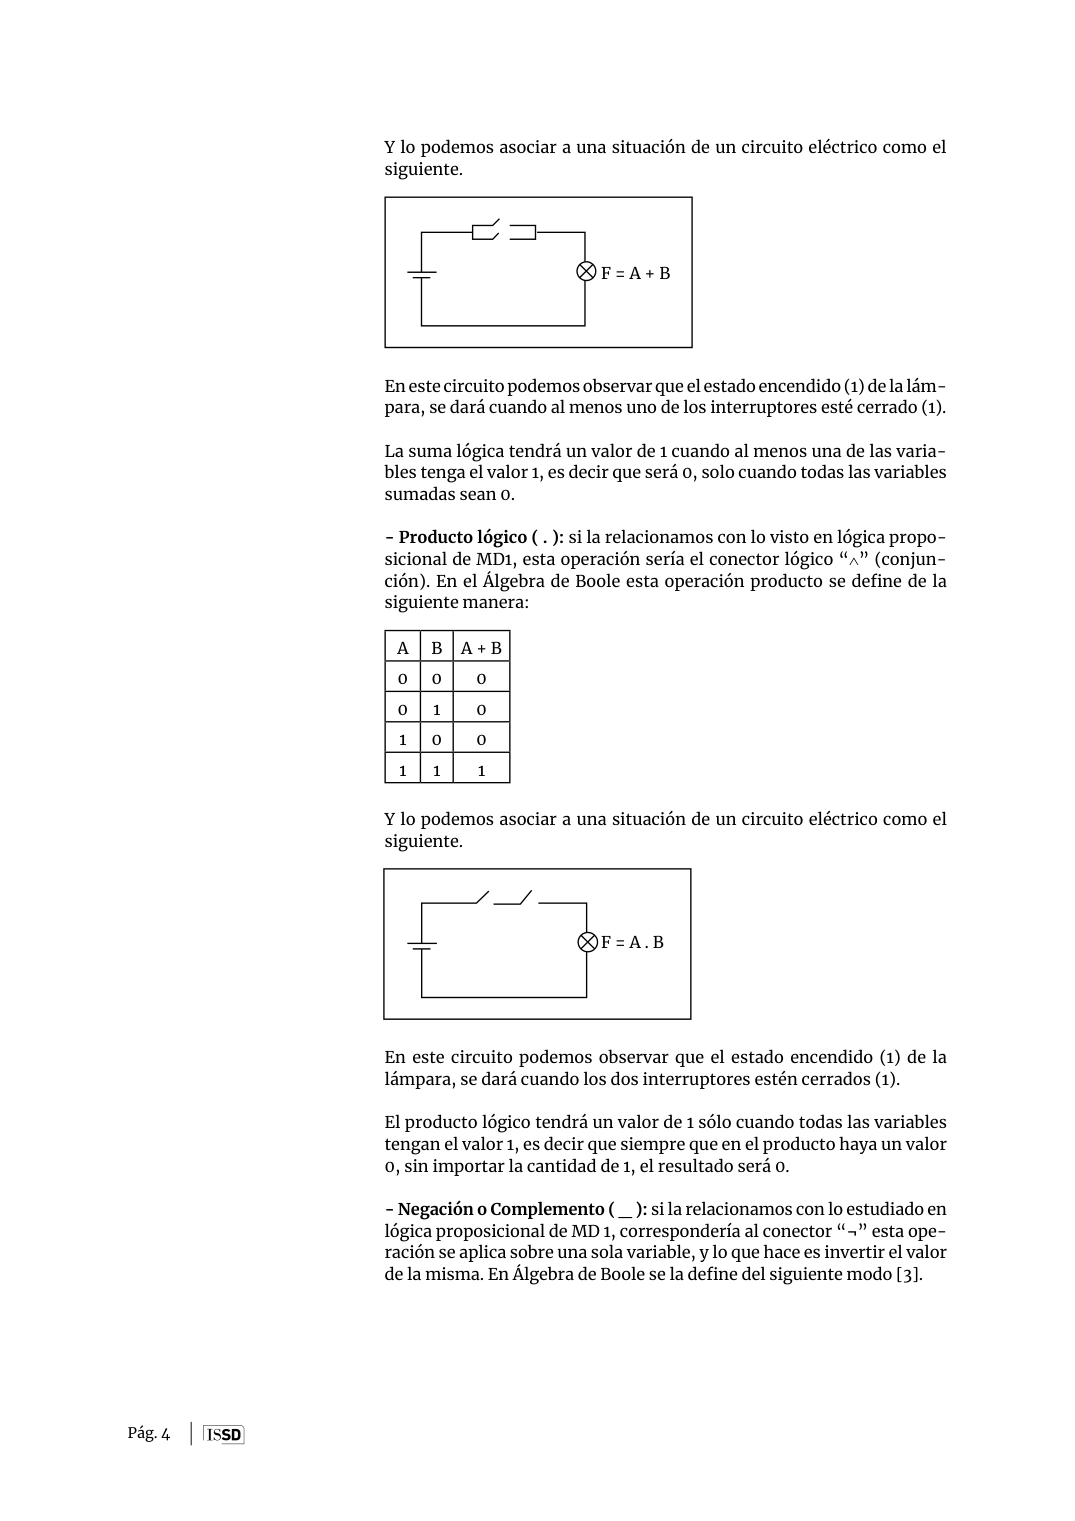 Y lo podemos asociar a una situación de un circuito eléctrico como el
siguiente.
F = A + B
En este circuito podemos observar que el estado encendido (1) de la lám-
para, se dará cuando al menos uno de los interruptores esté cerrado (1).
La suma lógica tendrá un valor de 1 cuando al menos una de las varia-
bles tenga el valor 1, es decir que será 0, solo cuando todas las variables
sumadas sean 0.
- Producto lógico ( . ): si la relacionamos con lo visto en lógica propo-
sicional de MD1, esta operación sería el conector lógico “∧” (conjun-
ción). En el Álgebra de Boole esta operación producto se define de la
siguiente manera:
A B A + B
0 0 0
0 1 0
1 0 0
1 1 1
Y lo podemos asociar a una situación de un circuito eléctrico como el
siguiente.
F = A . B
En este circuito podemos observar que el estado encendido (1) de la
lámpara, se dará cuando los dos interruptores estén cerrados (1).
El producto lógico tendrá un valor de 1 sólo cuando todas las variables
tengan el valor 1, es decir que siempre que en el producto haya un valor
0, sin importar la cantidad de 1, el resultado será 0.
- Negación o Complemento ( _ ): si la relacionamos con lo estudiado en
lógica proposicional de MD 1, correspondería al conector “¬” esta ope-
ración se aplica sobre una sola variable, y lo que hace es invertir el valor
de la misma. En Álgebra de Boole se la define del siguiente modo [3].
Pág. 4 ISSD